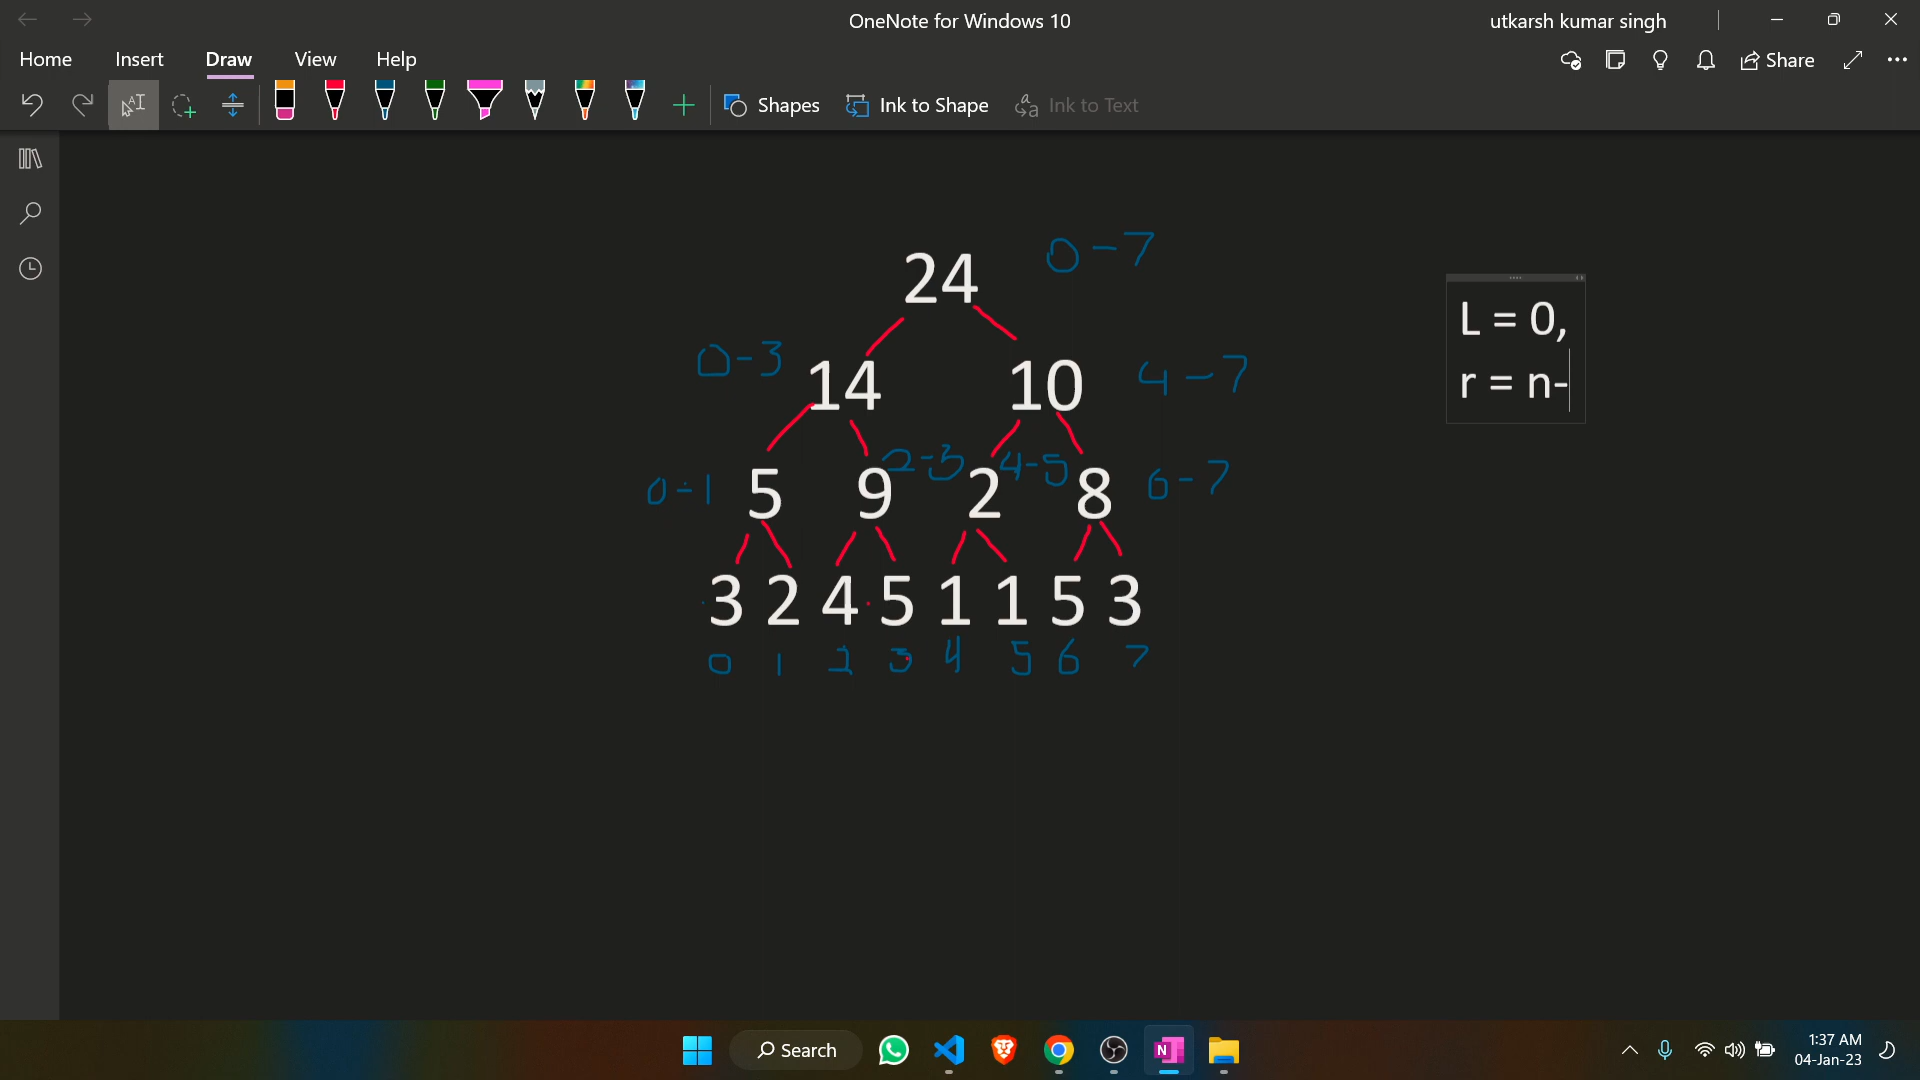 OneNote for Windows 10
utkarsh kumar singh
Home Insert Draw View Help
Share
Shapes Ink to Shape Ink to Text
24 0-7
0-3 14 10 4-7
0-1 5 9 2-3 2 4-5 8 6-7
3 2 4 5 1 1 5 3
0 1 2 3 4 5 6 7
L = 0,
r = n-
Search
1:37 AM
04-Jan-23